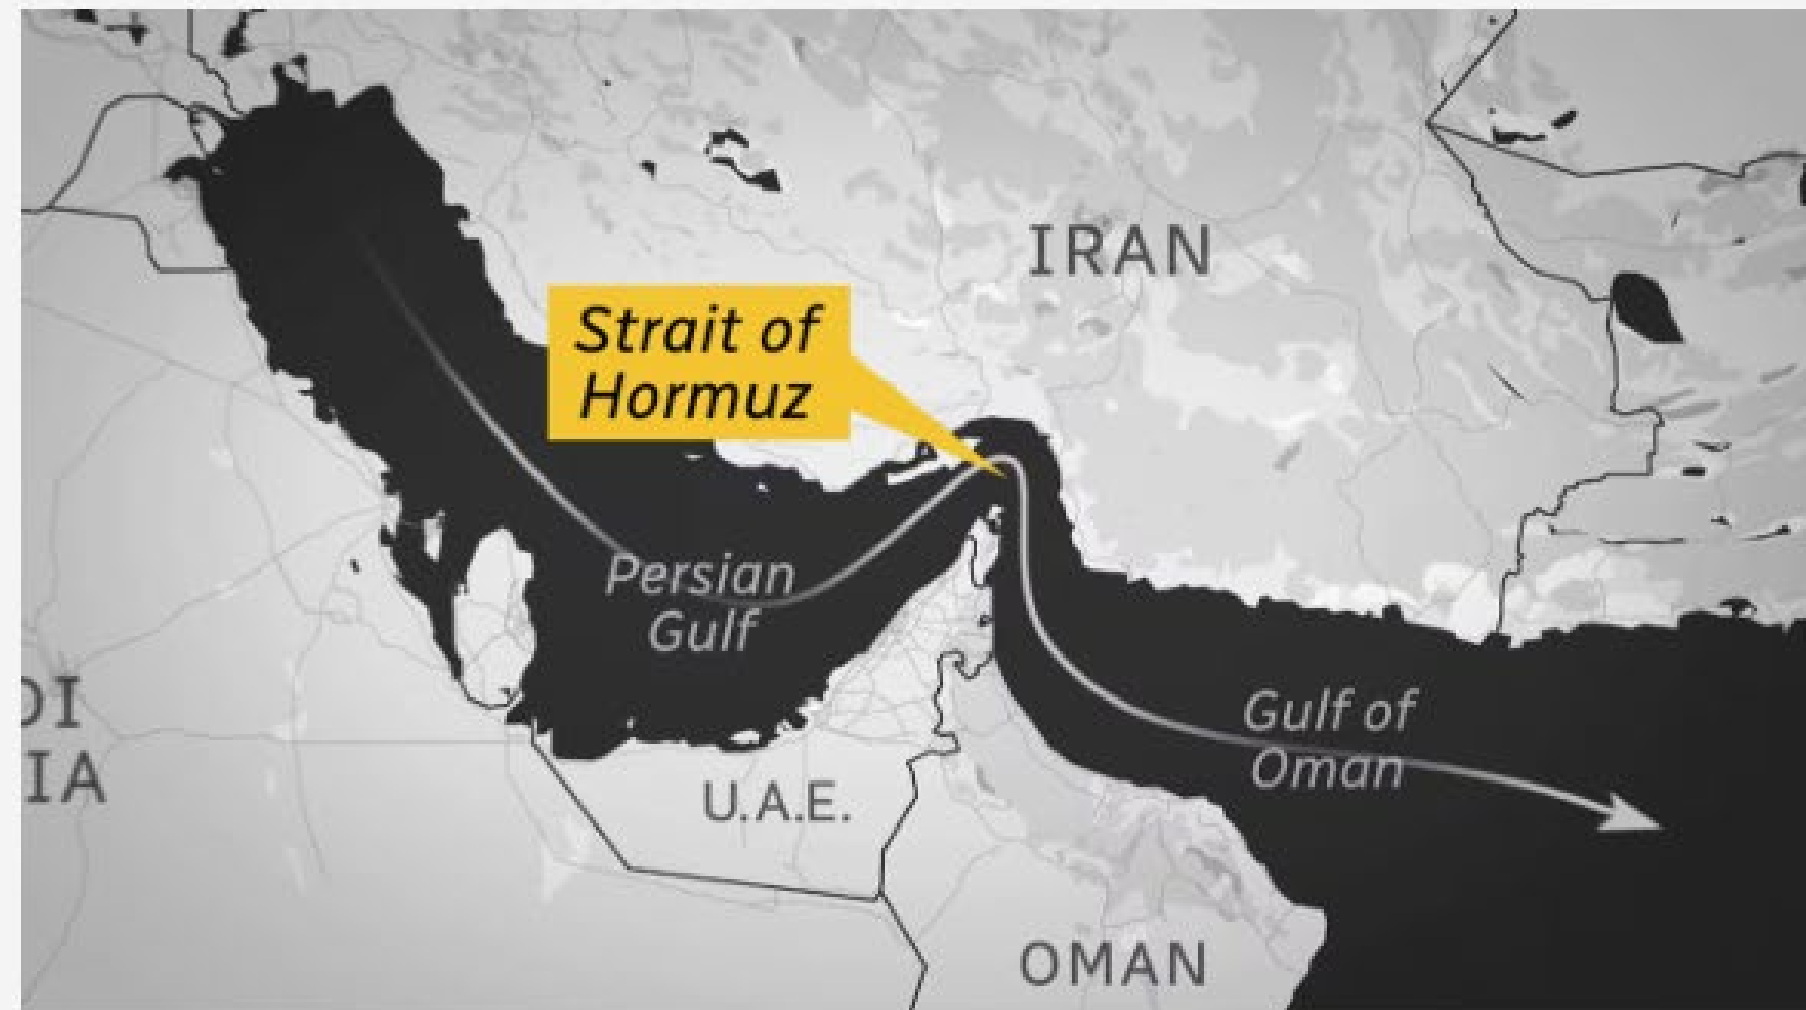 IRAN
Strait of
Hormuz
Persian
Gulf
DI
IA
Gulf of
Oman
U.A.E.
OMAN